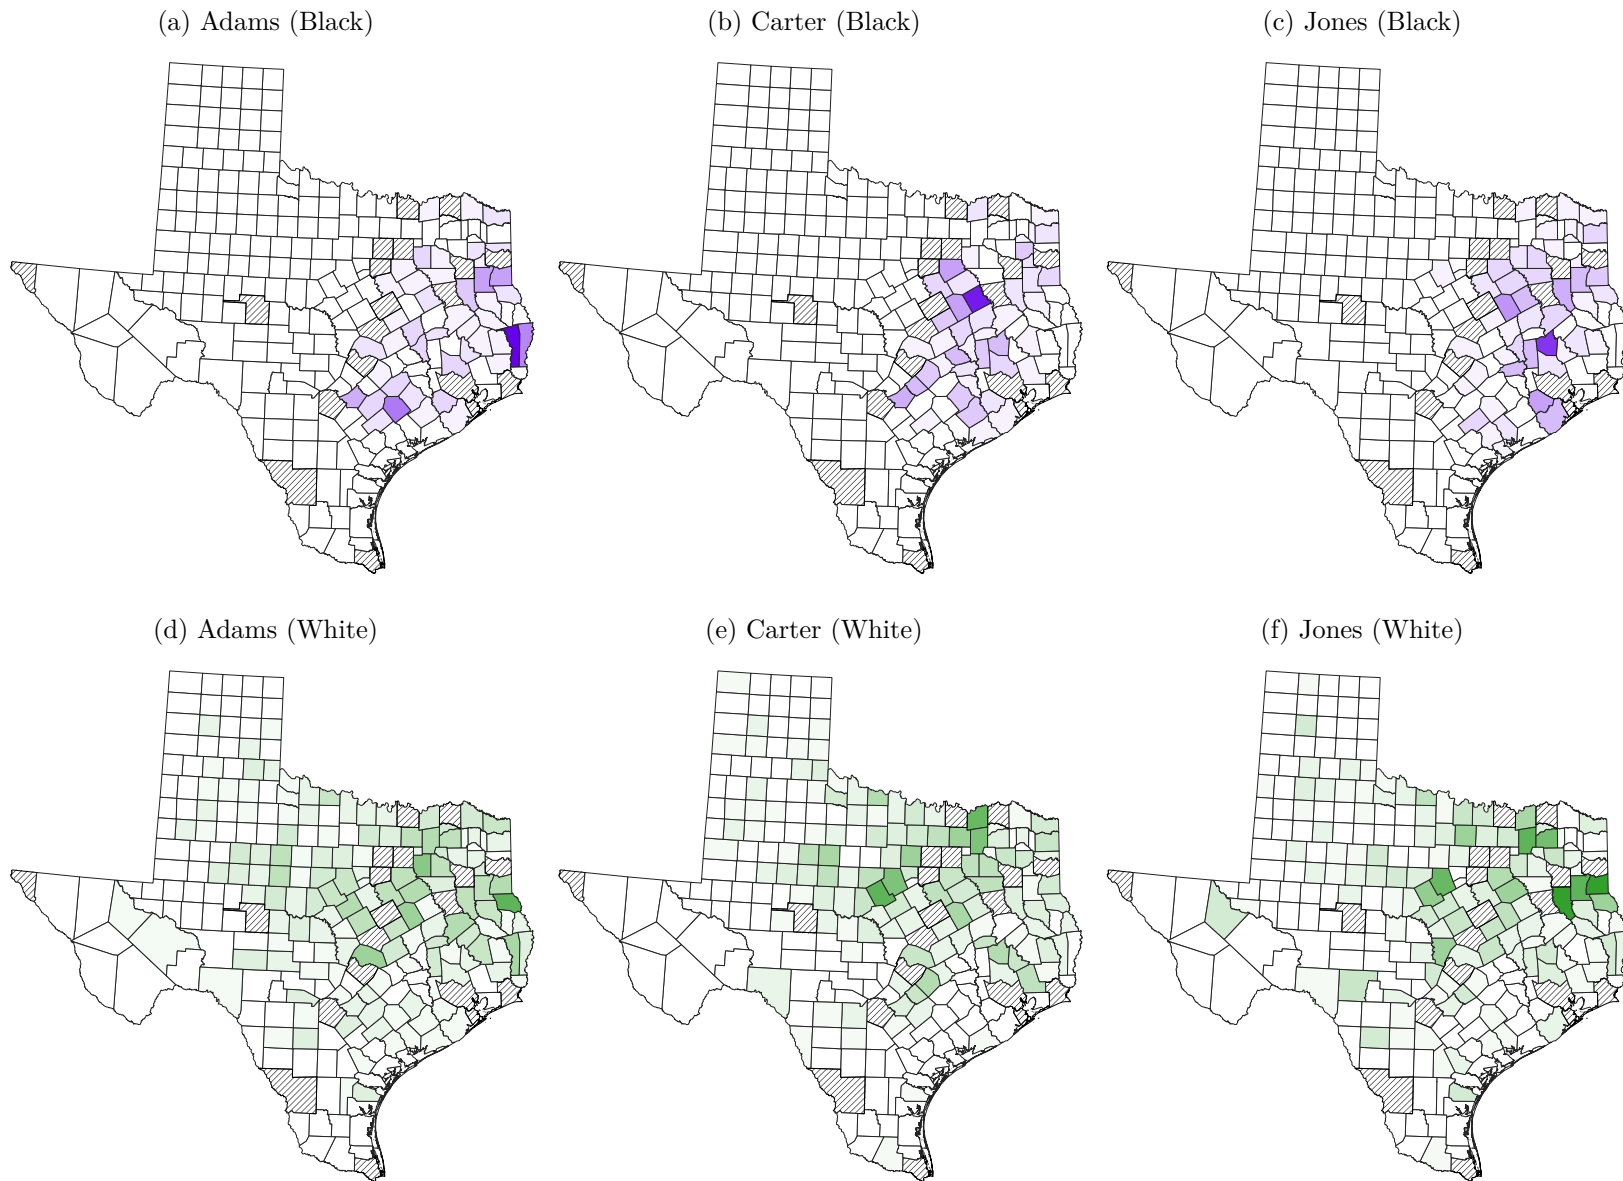 (a) Adams (Black)
(b) Carter (Black)
(c) Jones (Black)
(d) Adams (White)
(e) Carter (White)
(f) Jones (White)